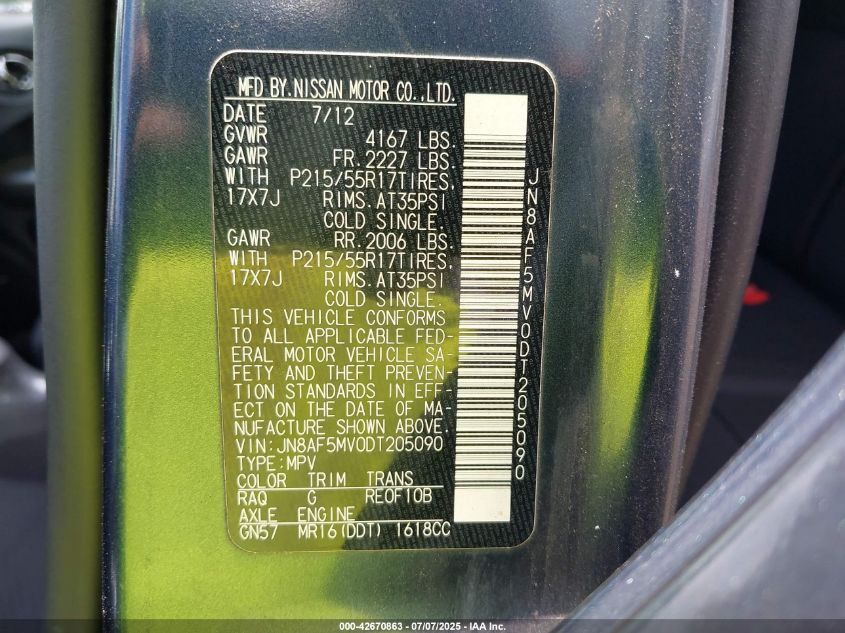 MFD BY.NISSAN MOTOR CO.,LTD.
DATE 7/12
GVWR 4167 LBS.
GAWR FR. 2227 LBS.
WITH P215/55R17TIRES,
17X7J RIMS. AT35PSI
COLD SINGLE.
GAWR RR. 2006 LBS.
WITH P215/55R17TIRES,
17X7J RIMS. AT35PSI
COLD SINGLE.
THIS VEHICLE CONFORMS
TO ALL APPLICABLE FED-
ERAL MOTOR VEHICLE SA-
FETY AND THEFT PREVEN-
TION STANDARDS IN EFF-
ECT ON THE DATE OF MA-
NUFACTURE SHOWN ABOVE.
VIN:JN8AF5MV0DT205090
TYPE:MPV
COLOR TRIM TRANS
RAQ G RE0F10B
AXLE ENGINE
GN57 MR16(DDT) 1618CC
JN8AF5MV0DT205090
000-42670863 - 07/07/2025 - IAA Inc.